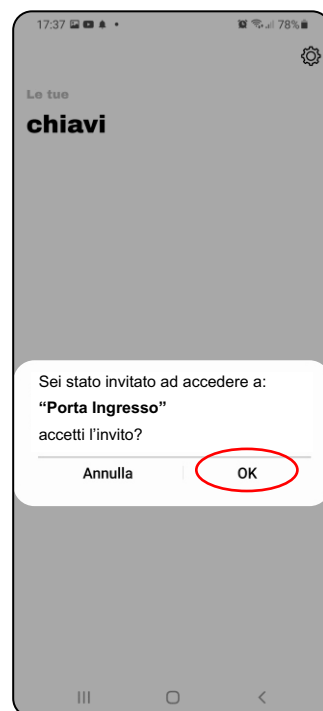 17:37 78%
Le tue
chiavi
Sei stato invitato ad accedere a:
“Porta Ingresso”
accetti l’invito?
Annulla OK